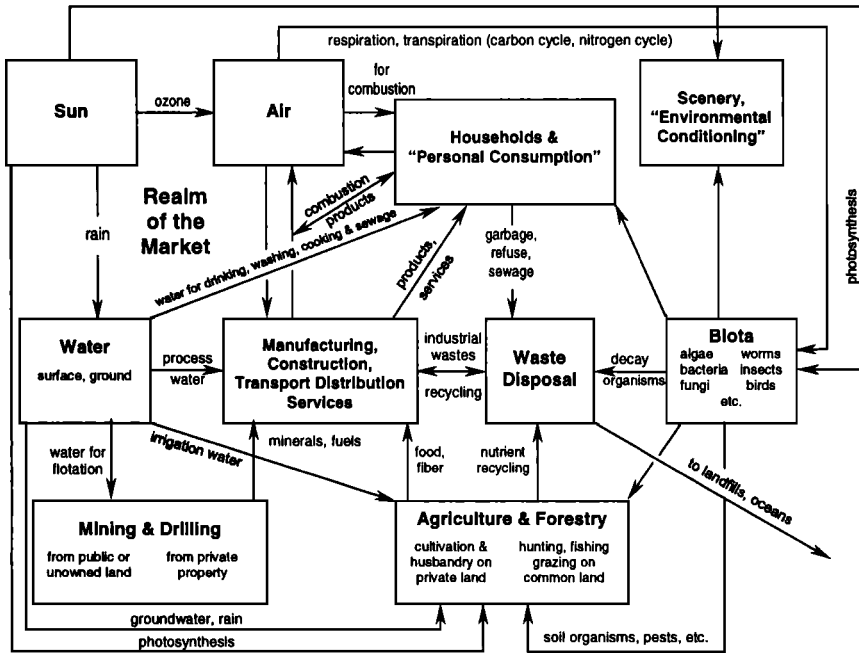 respiration, transpiration (carbon cycle, nitrogen cycle)
Sun
ozone
Air
for
combustion
Households &
“Personal Consumption”
Scenery,
“Environmental
Conditioning”
photosynthesis
rain
Realm
of the
Market
combustion
products
water for drinking, washing, cooking & sewage
products,
services
garbage,
refuse,
sewage
Water
surface, ground
process
water
Manufacturing,
Construction,
Transport Distribution
Services
industrial
wastes
recycling
Waste
Disposal
decay
organisms
Biota
algae worms
bacteria insects
fungi birds
etc.
water for
flotation
irrigation water
minerals, fuels
food,
fiber
nutrient
recycling
to landfills, oceans
Mining & Drilling
from public or from private
unowned land property
Agriculture & Forestry
cultivation & hunting, fishing
husbandry on grazing on
private land common land
groundwater, rain
photosynthesis
soil organisms, pests, etc.